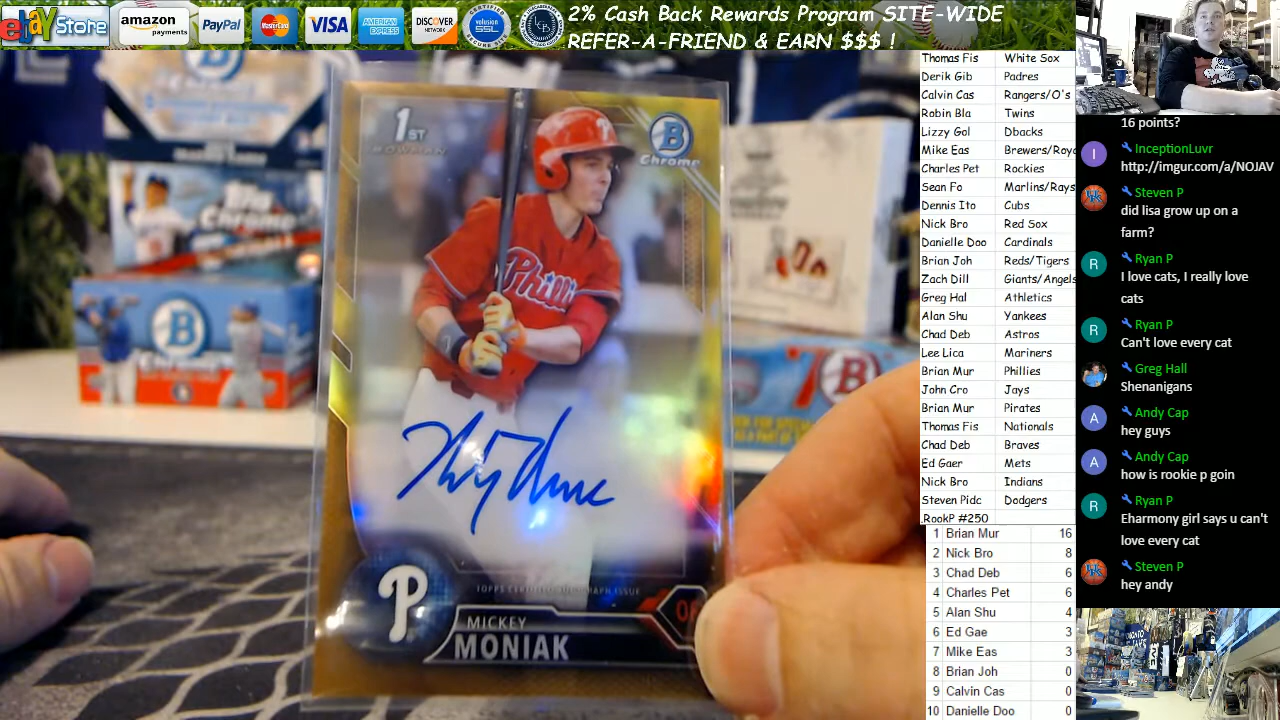 ebay Store
amazon
payments
PayPal
MasterCard
VISA
AMERICAN
EXPRESS
DISCOVER
NETWORK
volusion
SSL
2% Cash Back Rewards Program SITE-WIDE
REFER-A-FRIEND & EARN $$$ !
1ST
BOWMAN
B
Chrome
Phillies
TOPPS CERTIFIED AUTOGRAPH ISSUE
P
MICKEY
MONIAK
Thomas Fis White Sox
Derik Gib Padres
Calvin Cas Rangers/O's
Robin Bla Twins
Lizzy Gol Dbacks
Mike Eas Brewers/Roya
Charles Pet Rockies
Sean Fo Marlins/Rays
Dennis Ito Cubs
Nick Bro Red Sox
Danielle Doo Cardinals
Brian Joh Reds/Tigers
Zach Dill Giants/Angels
Greg Hal Athletics
Alan Shu Yankees
Chad Deb Astros
Lee Lica Mariners
Brian Mur Phillies
John Cro Jays
Brian Mur Pirates
Thomas Fis Nationals
Chad Deb Braves
Ed Gaer Mets
Nick Bro Indians
Steven Pidc Dodgers
.RookP #250
1 Brian Mur 16
2 Nick Bro 8
3 Chad Deb 6
4 Charles Pet 6
5 Alan Shu 4
6 Ed Gae 3
7 Mike Eas 3
8 Brian Joh 0
9 Calvin Cas 0
10 Danielle Doo 0
16 points?
I InceptionLuvr
http://imgur.com/a/NOJAV
Steven P
did lisa grow up on a
farm?
R Ryan P
I love cats, I really love
cats
R Ryan P
Can't love every cat
Greg Hall
Shenanigans
A Andy Cap
hey guys
A Andy Cap
how is rookie p goin
R Ryan P
Eharmony girl says u can't
love every cat
Steven P
hey andy